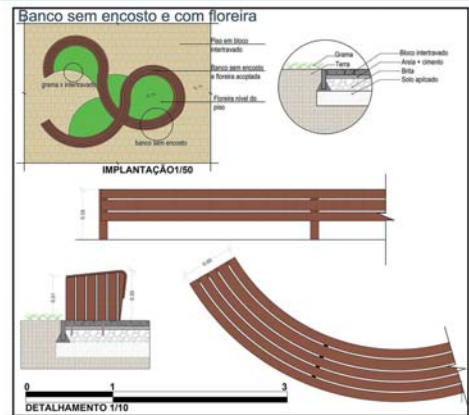 Banco sem encosto e com floreira
Piso em bloco
intertravado
Banco sem encosto
e floreira acoplada
Floreira nível do
piso
grama x intertravado
banco sem encosto
IMPLANTAÇÃO1/50
Grama
Terra
Bloco intertravado
Areia + cimento
Brita
Solo apiloado
0.60
0 1 3
DETALHAMENTO 1/10